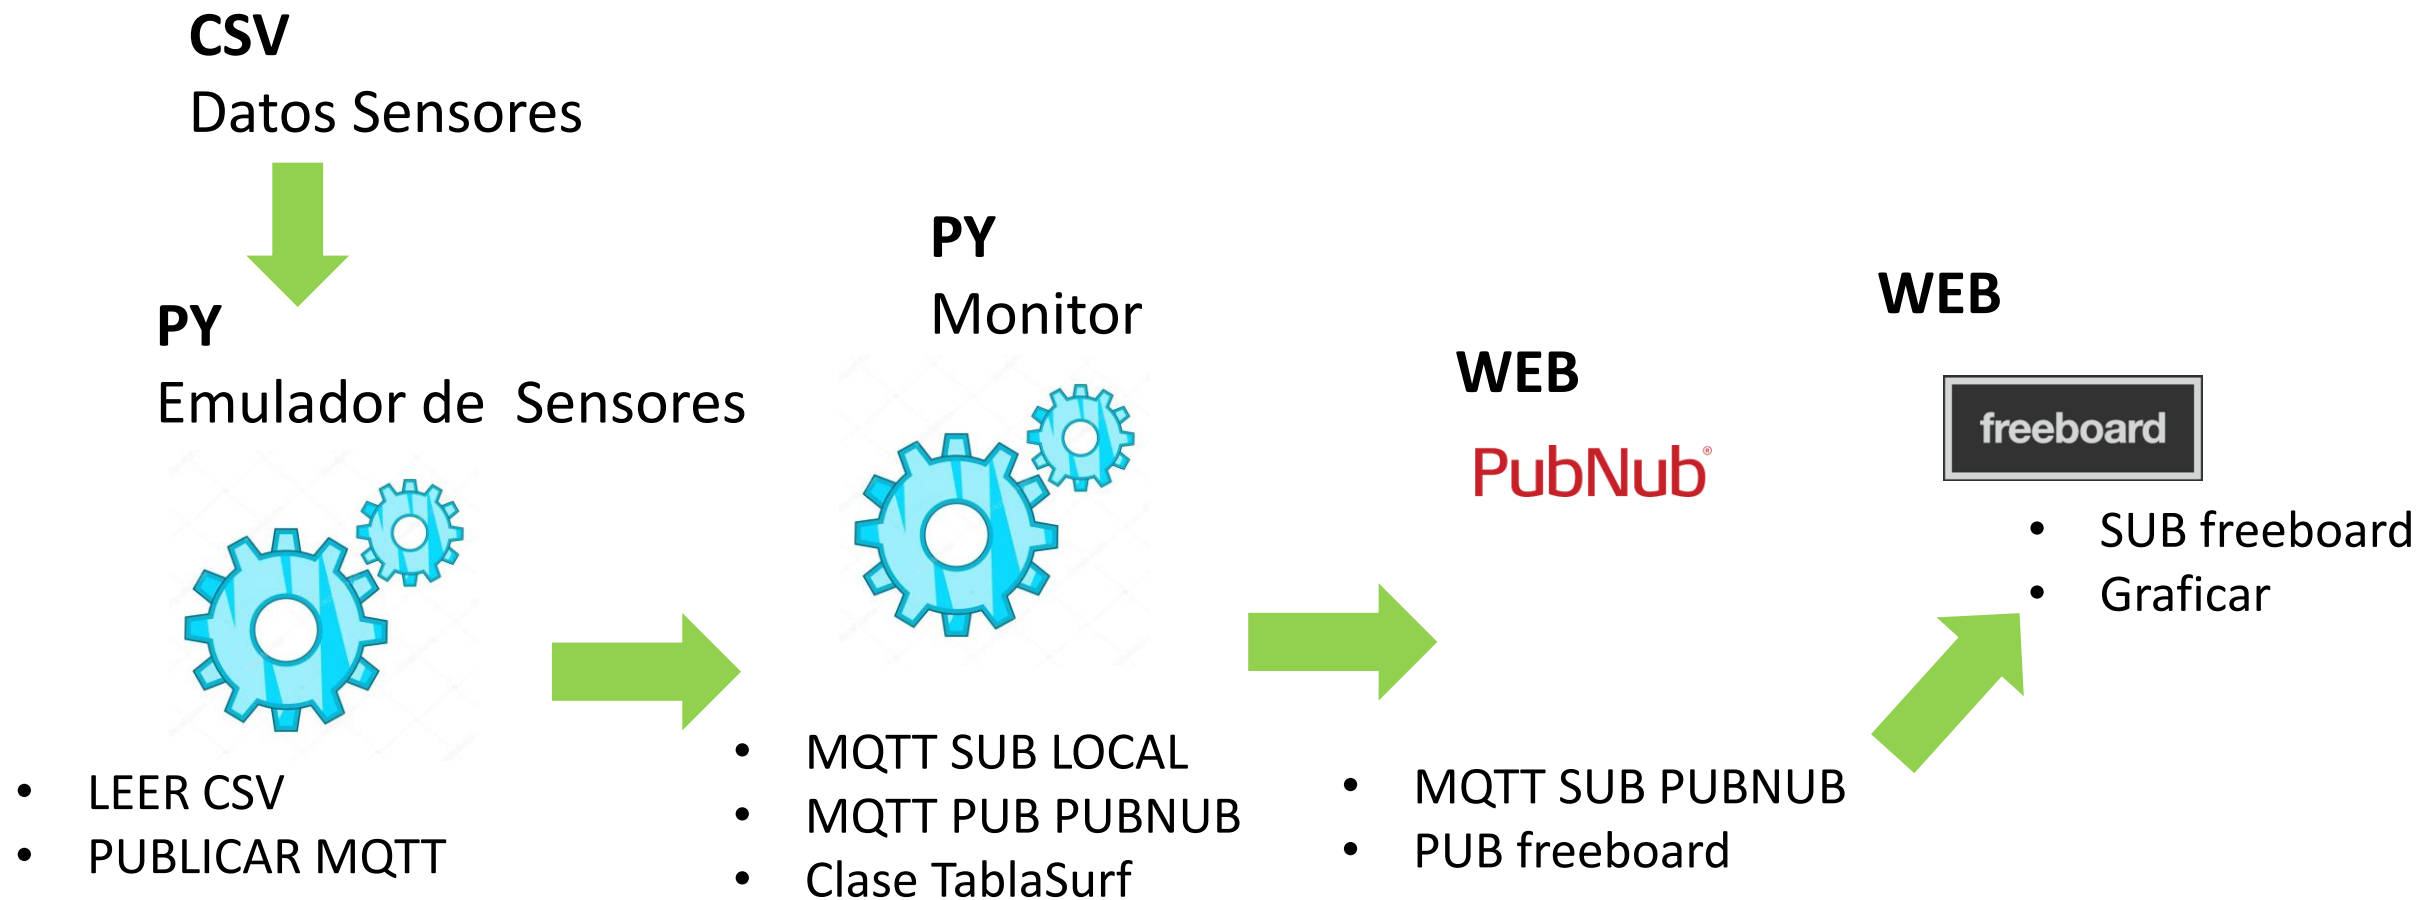 CSV
Datos Sensores
PY
Emulador de  Sensores
• LEER CSV
• PUBLICAR MQTT
PY
Monitor
• MQTT SUB LOCAL
• MQTT PUB PUBNUB
• Clase TablaSurf
WEB
PubNub®
• MQTT SUB PUBNUB
• PUB freeboard
WEB
freeboard
• SUB freeboard
• Graficar